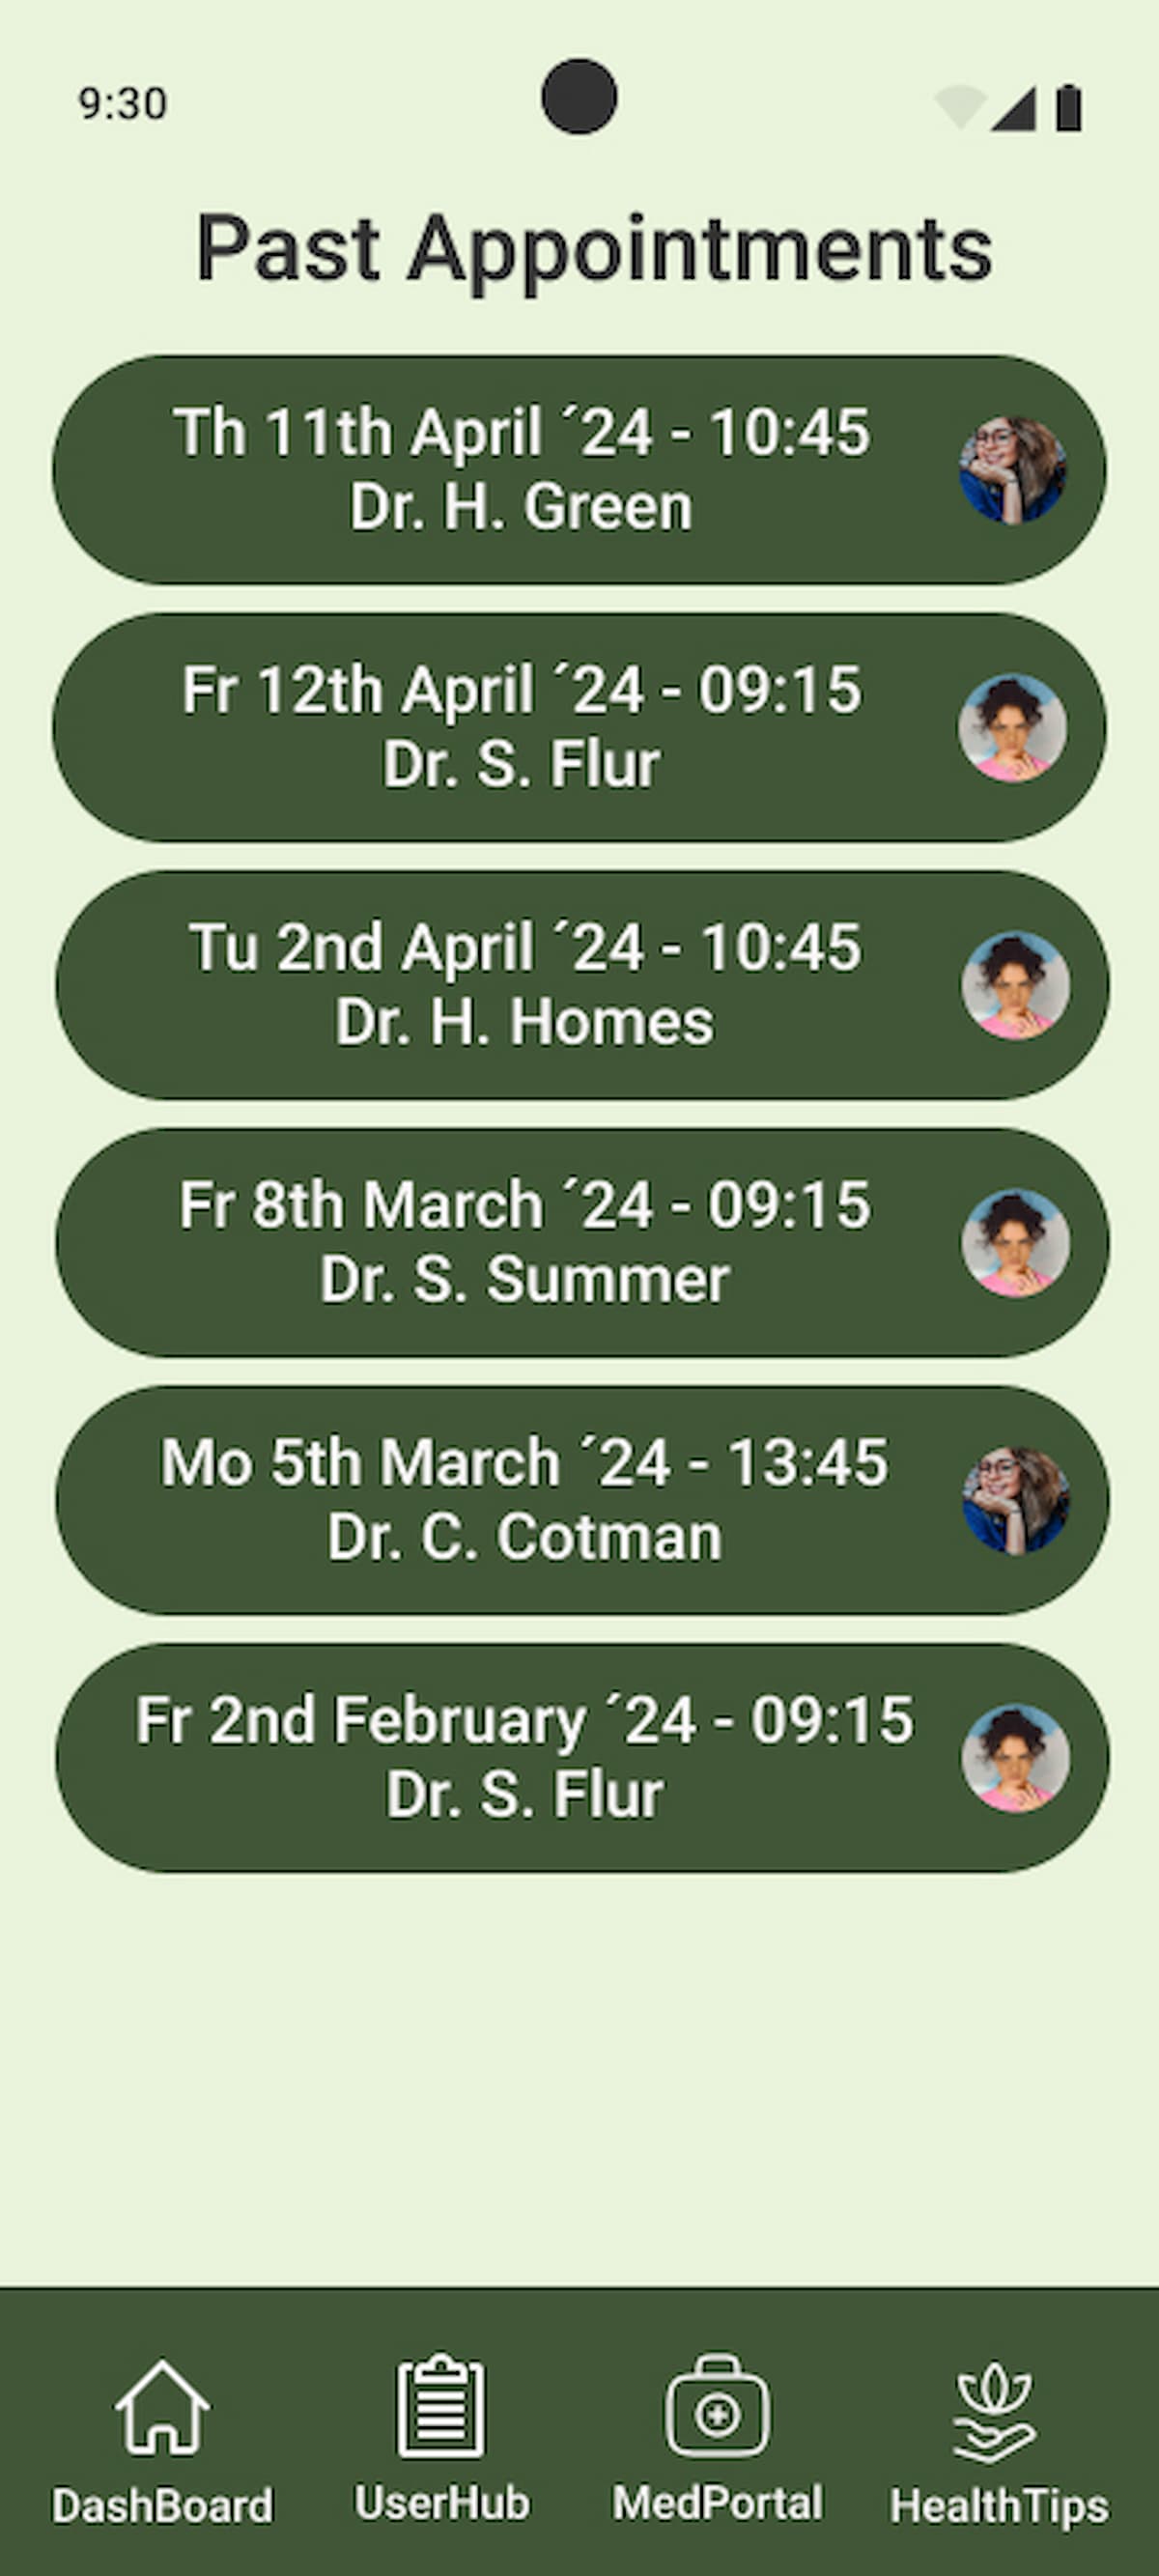 9:30
Past Appointments
Th 11th April ´24 - 10:45
Dr. H. Green
Fr 12th April ´24 - 09:15
Dr. S. Flur
Tu 2nd April ´24 - 10:45
Dr. H. Homes
Fr 8th March ´24 - 09:15
Dr. S. Summer
Mo 5th March ´24 - 13:45
Dr. C. Cotman
Fr 2nd February ´24 - 09:15
Dr. S. Flur
DashBoard
UserHub
MedPortal
HealthTips